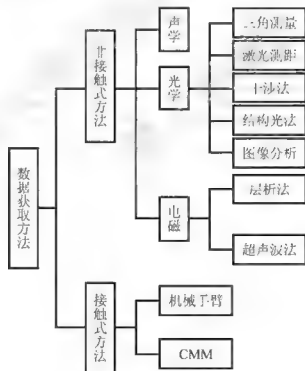 数据获取方法
非接触式方法
声学
光学
三角测量
激光测距
干涉法
结构光法
图像分析
电磁
层析法
超声波法
接触式方法
机械手臂
CMM